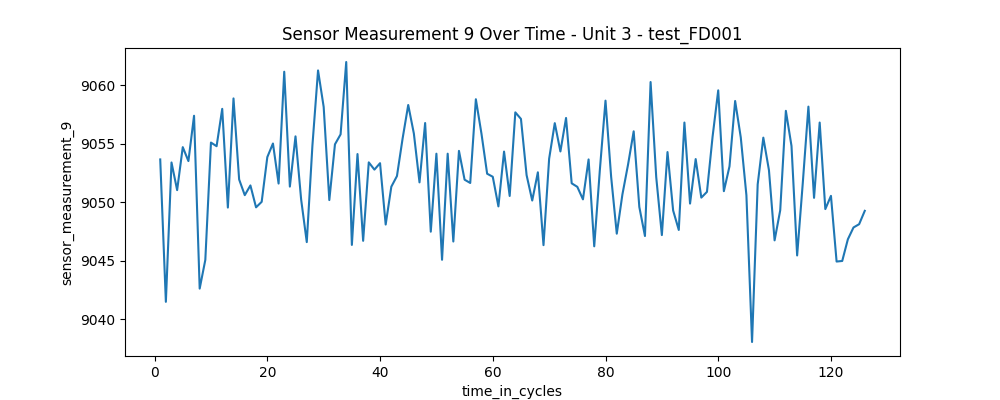 Sensor Measurement 9 Over Time - Unit 3 - test_FD001
sensor_measurement_9
9060
9055
9050
9045
9040
0 20 40 60 80 100 120
time_in_cycles